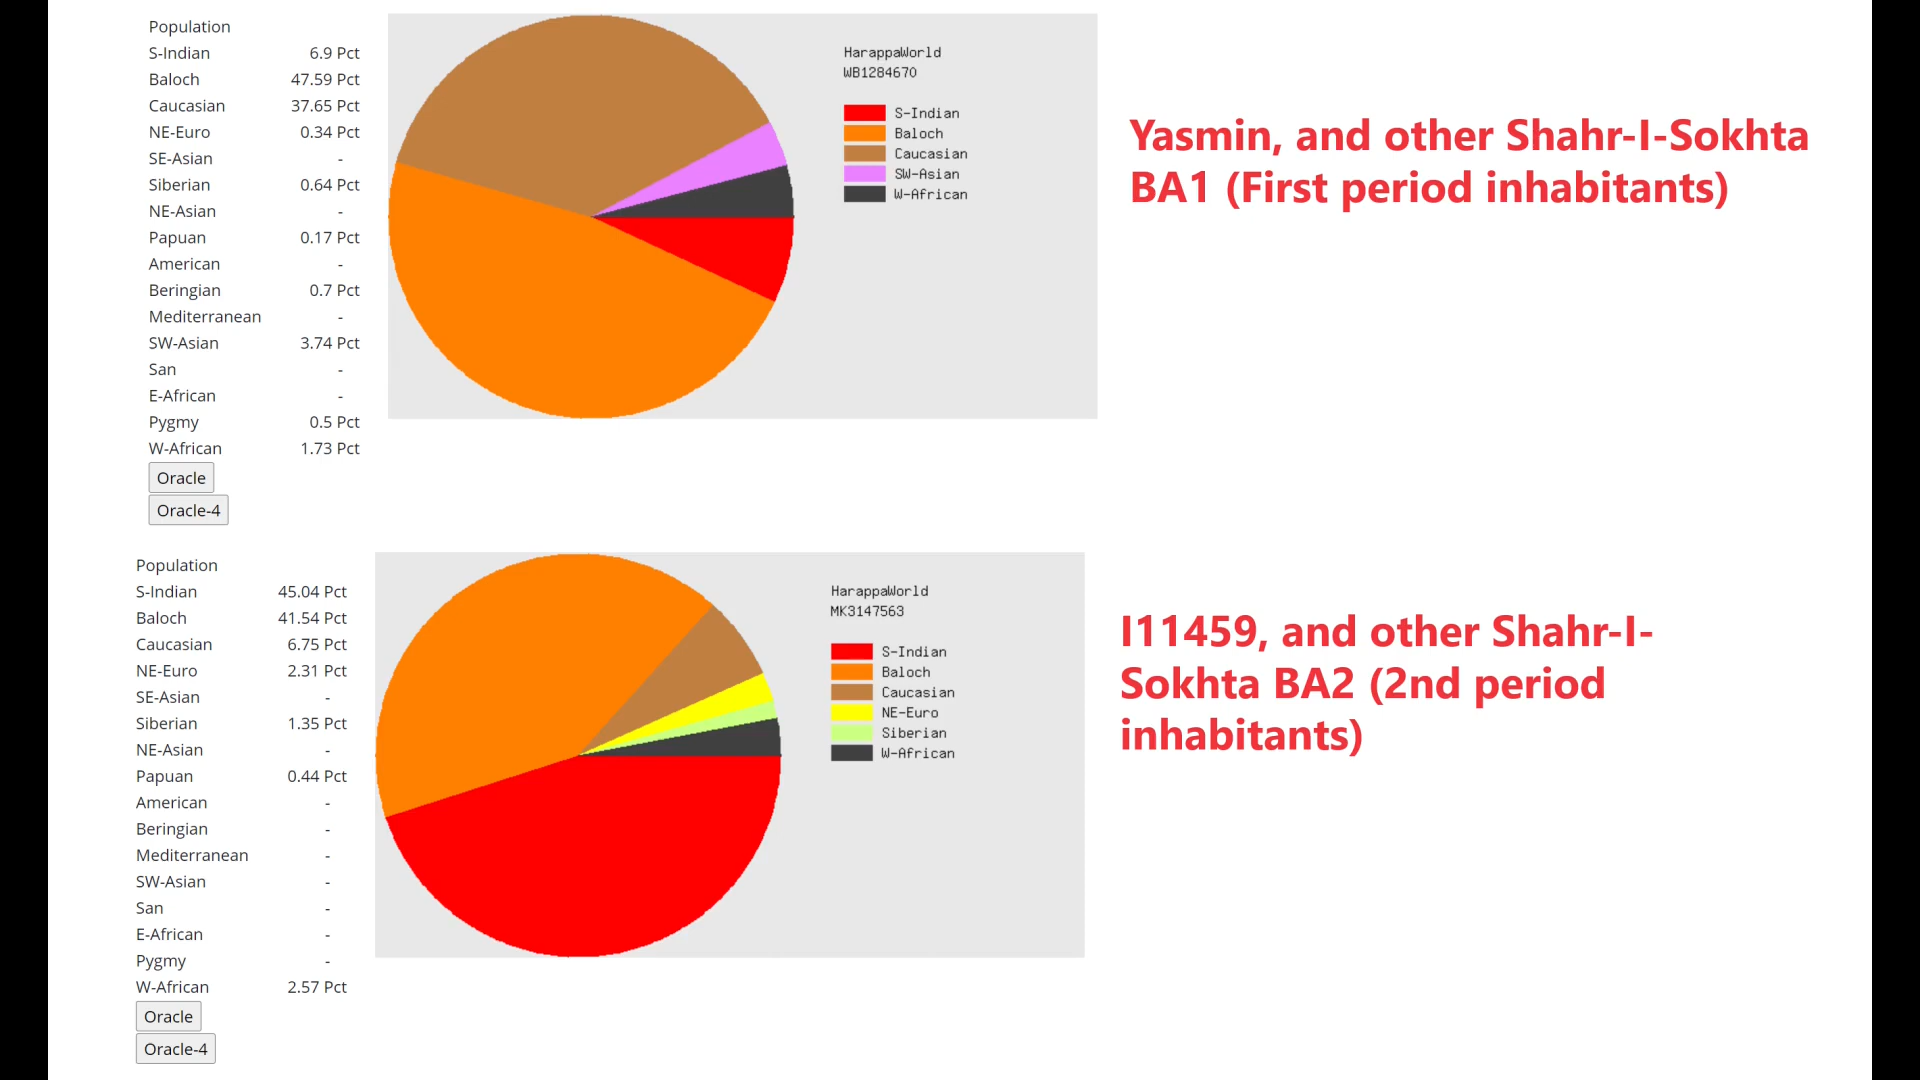 Population
S-Indian 6.9 Pct
Baloch 47.59 Pct
Caucasian 37.65 Pct
NE-Euro 0.34 Pct
SE-Asian -
Siberian 0.64 Pct
NE-Asian -
Papuan 0.17 Pct
American -
Beringian 0.7 Pct
Mediterranean -
SW-Asian 3.74 Pct
San -
E-African -
Pygmy 0.5 Pct
W-African 1.73 Pct
Oracle
Oracle-4
HarappaWorld
WB1284670
S-Indian
Baloch
Caucasian
SW-Asian
W-African
Yasmin, and other Shahr-I-Sokhta
BA1 (First period inhabitants)
Population
S-Indian 45.04 Pct
Baloch 41.54 Pct
Caucasian 6.75 Pct
NE-Euro 2.31 Pct
SE-Asian -
Siberian 1.35 Pct
NE-Asian -
Papuan 0.44 Pct
American -
Beringian -
Mediterranean -
SW-Asian -
San -
E-African -
Pygmy -
W-African 2.57 Pct
Oracle
Oracle-4
HarappaWorld
MK3147563
S-Indian
Baloch
Caucasian
NE-Euro
Siberian
W-African
I11459, and other Shahr-I-
Sokhta BA2 (2nd period
inhabitants)